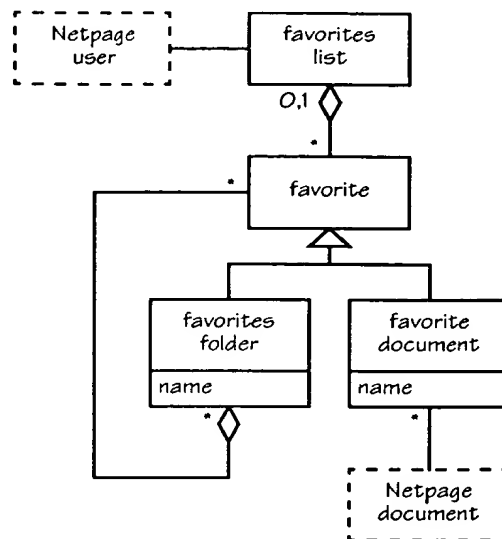 Netpage
user
favorites
list
0,1
*
*
favorite
favorites
folder
name
*
favorite
document
name
*
Netpage
document